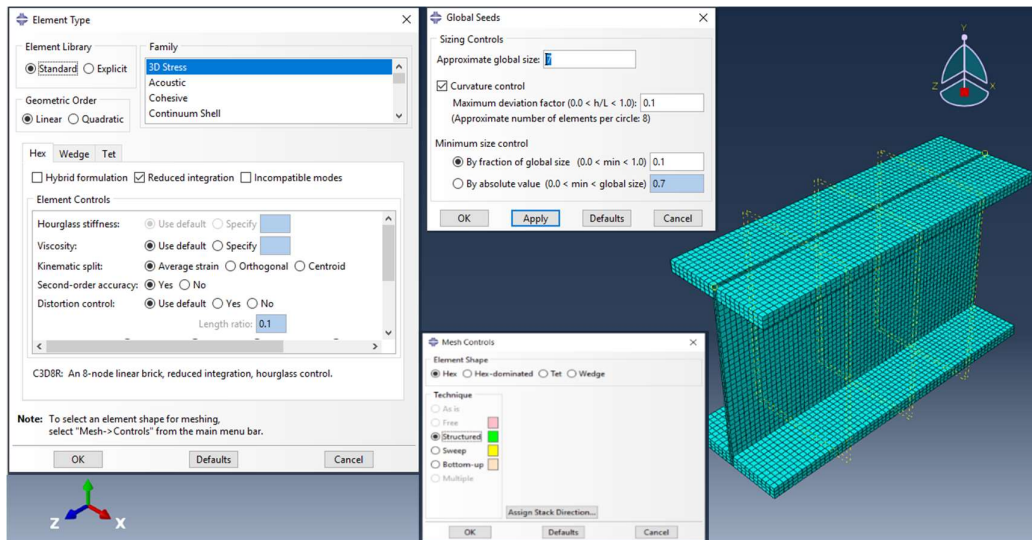 Element Type
Element Library
Standard Explicit
Family
3D Stress
Acoustic
Cohesive
Continuum Shell
Geometric Order
Linear Quadratic
Hex Wedge Tet
Hybrid formulation Reduced integration Incompatible modes
Element Controls
Hourglass stiffness: Use default Specify
Viscosity: Use default Specify
Kinematic split: Average strain Orthogonal Centroid
Second-order accuracy: Yes No
Distortion control: Use default Yes No
Length ratio: 0.1
C3D8R: An 8-node linear brick, reduced integration, hourglass control.
Note: To select an element shape for meshing,
select "Mesh->Controls" from the main menu bar.
OK Defaults Cancel
Z X
Global Seeds
Sizing Controls
Approximate global size: 7
Curvature control
Maximum deviation factor (0.0 < h/L < 1.0): 0.1
(Approximate number of elements per circle: 8)
Minimum size control
By fraction of global size (0.0 < min < 1.0) 0.1
By absolute value (0.0 < min < global size) 0.7
OK Apply Defaults Cancel
Mesh Controls
Element Shape
Hex Hex-dominated Tet Wedge
Technique
As is
Free
Structured
Sweep
Bottom-up
Multiple
Assign Stack Direction...
OK Defaults Cancel
Y
Z X